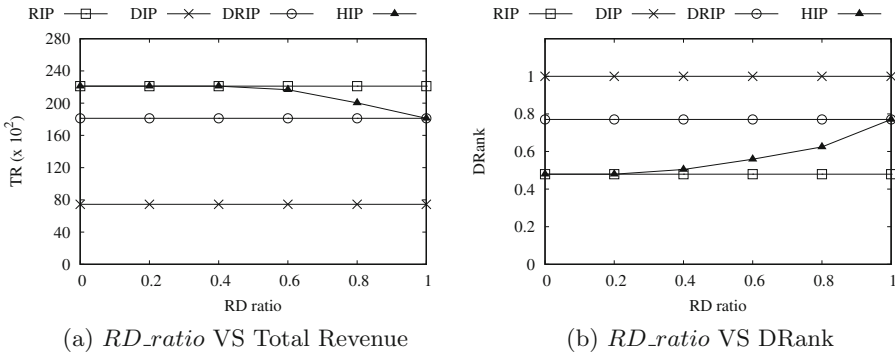 RIP DIP DRIP HIP
280
240
200
160
120
80
40
0
TR (x 10^2)
0 0.2 0.4 0.6 0.8 1
RD ratio
(a) RD_ratio VS Total Revenue
RIP DIP DRIP HIP
1
0.8
0.6
0.4
0.2
0
DRank
0 0.2 0.4 0.6 0.8 1
RD ratio
(b) RD_ratio VS DRank